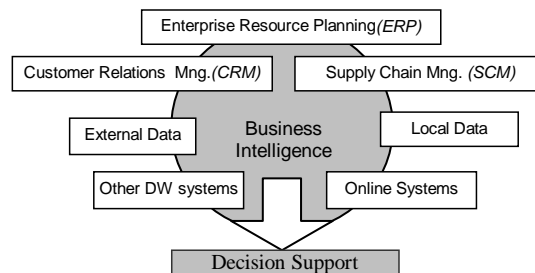 Enterprise Resource Planning(ERP)
Customer Relations Mng.(CRM)
Supply Chain Mng. (SCM)
External Data
Business
Intelligence
Local Data
Other DW systems
Online Systems
Decision Support